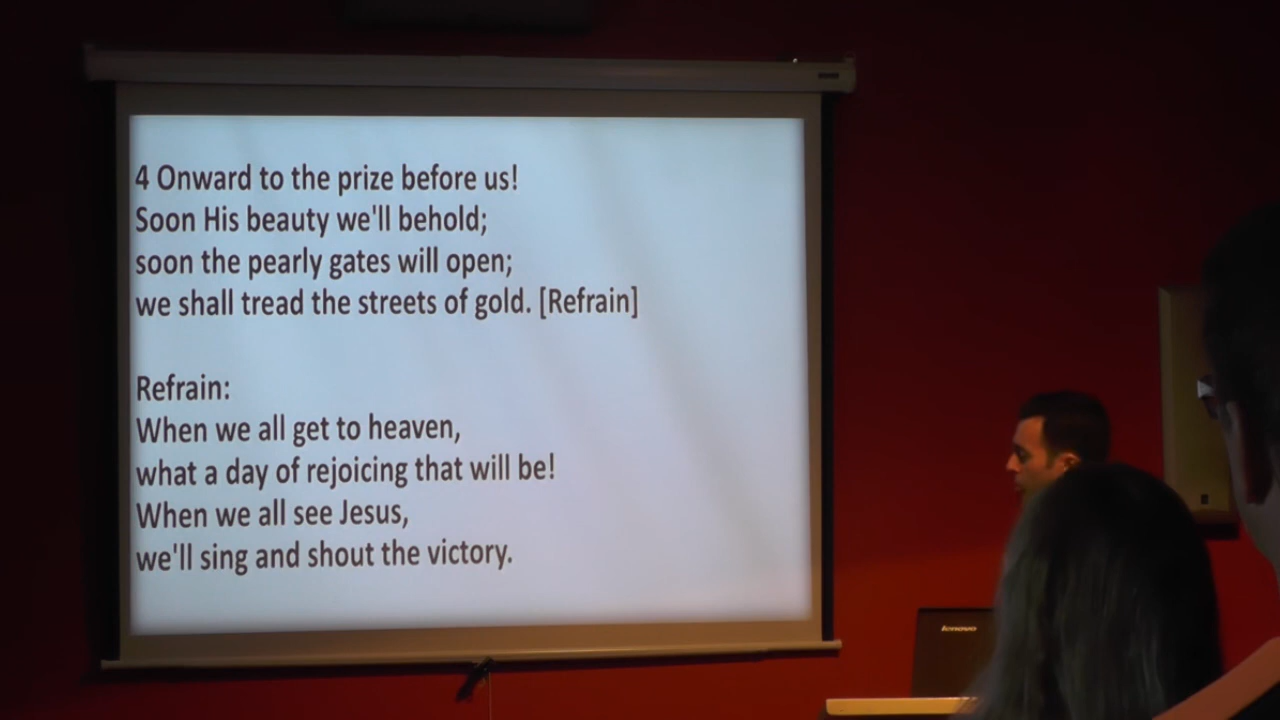 4 Onward to the prize before us!
Soon His beauty we'll behold;
soon the pearly gates will open;
we shall tread the streets of gold. [Refrain]
Refrain:
When we all get to heaven,
what a day of rejoicing that will be!
When we all see Jesus,
we'll sing and shout the victory.
lenovo